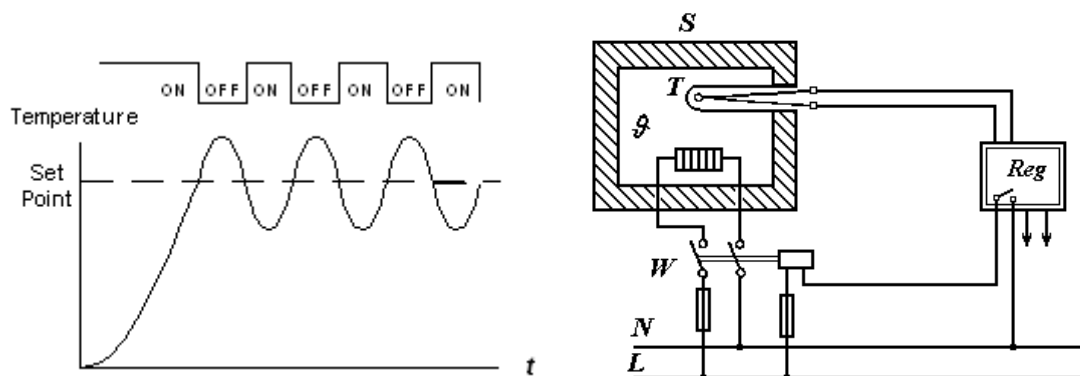 ON OFF ON OFF ON OFF ON
Temperature
Set
Point
t
S
T
ϑ
Reg
W
N
L